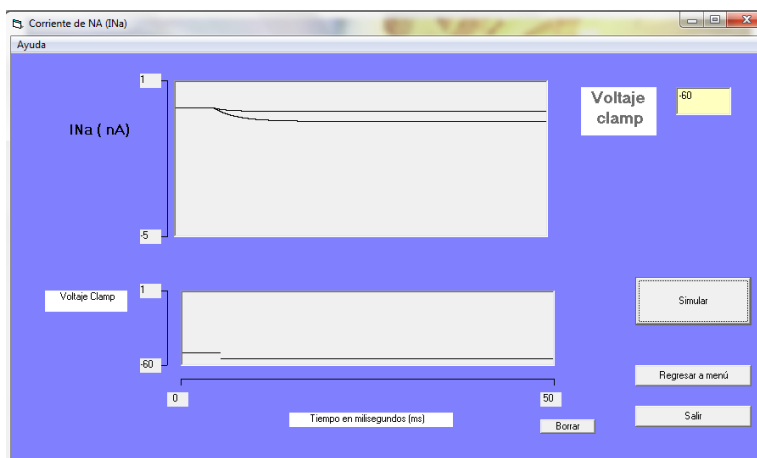 Corriente de NA (INa)
Ayuda
1
INa ( nA)
-5
Voltaje
clamp
-60
Voltaje Clamp
1
-60
0
50
Tiempo en milisegundos (ms)
Simular
Regresar a menú
Salir
Borrar